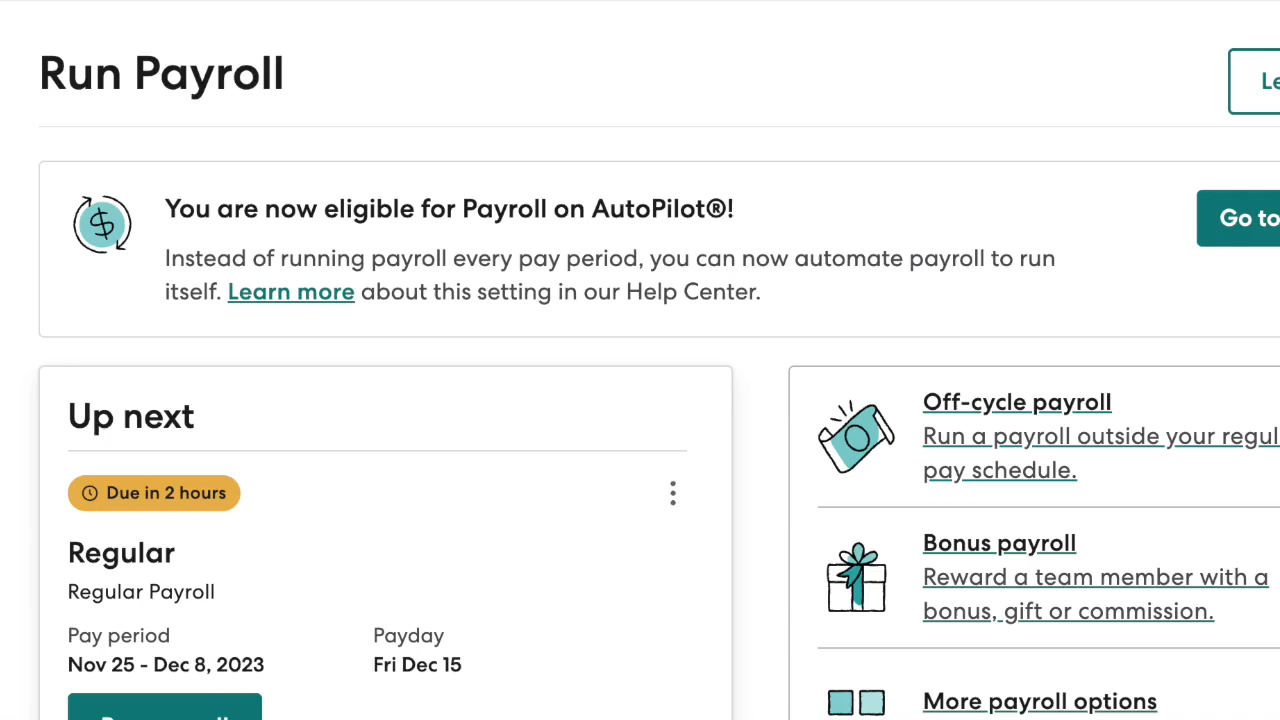 Run Payroll
You are now eligible for Payroll on AutoPilot®!
Go to
Instead of running payroll every pay period, you can now automate payroll to run
itself. Learn more about this setting in our Help Center.
Up next
Due in 2 hours
Regular
Regular Payroll
Pay period
Nov 25 - Dec 8, 2023
Payday
Fri Dec 15
Off-cycle payroll
Run a payroll outside your
pay schedule.
Bonus payroll
Reward a team member with a
bonus, gift or commission.
More payroll options